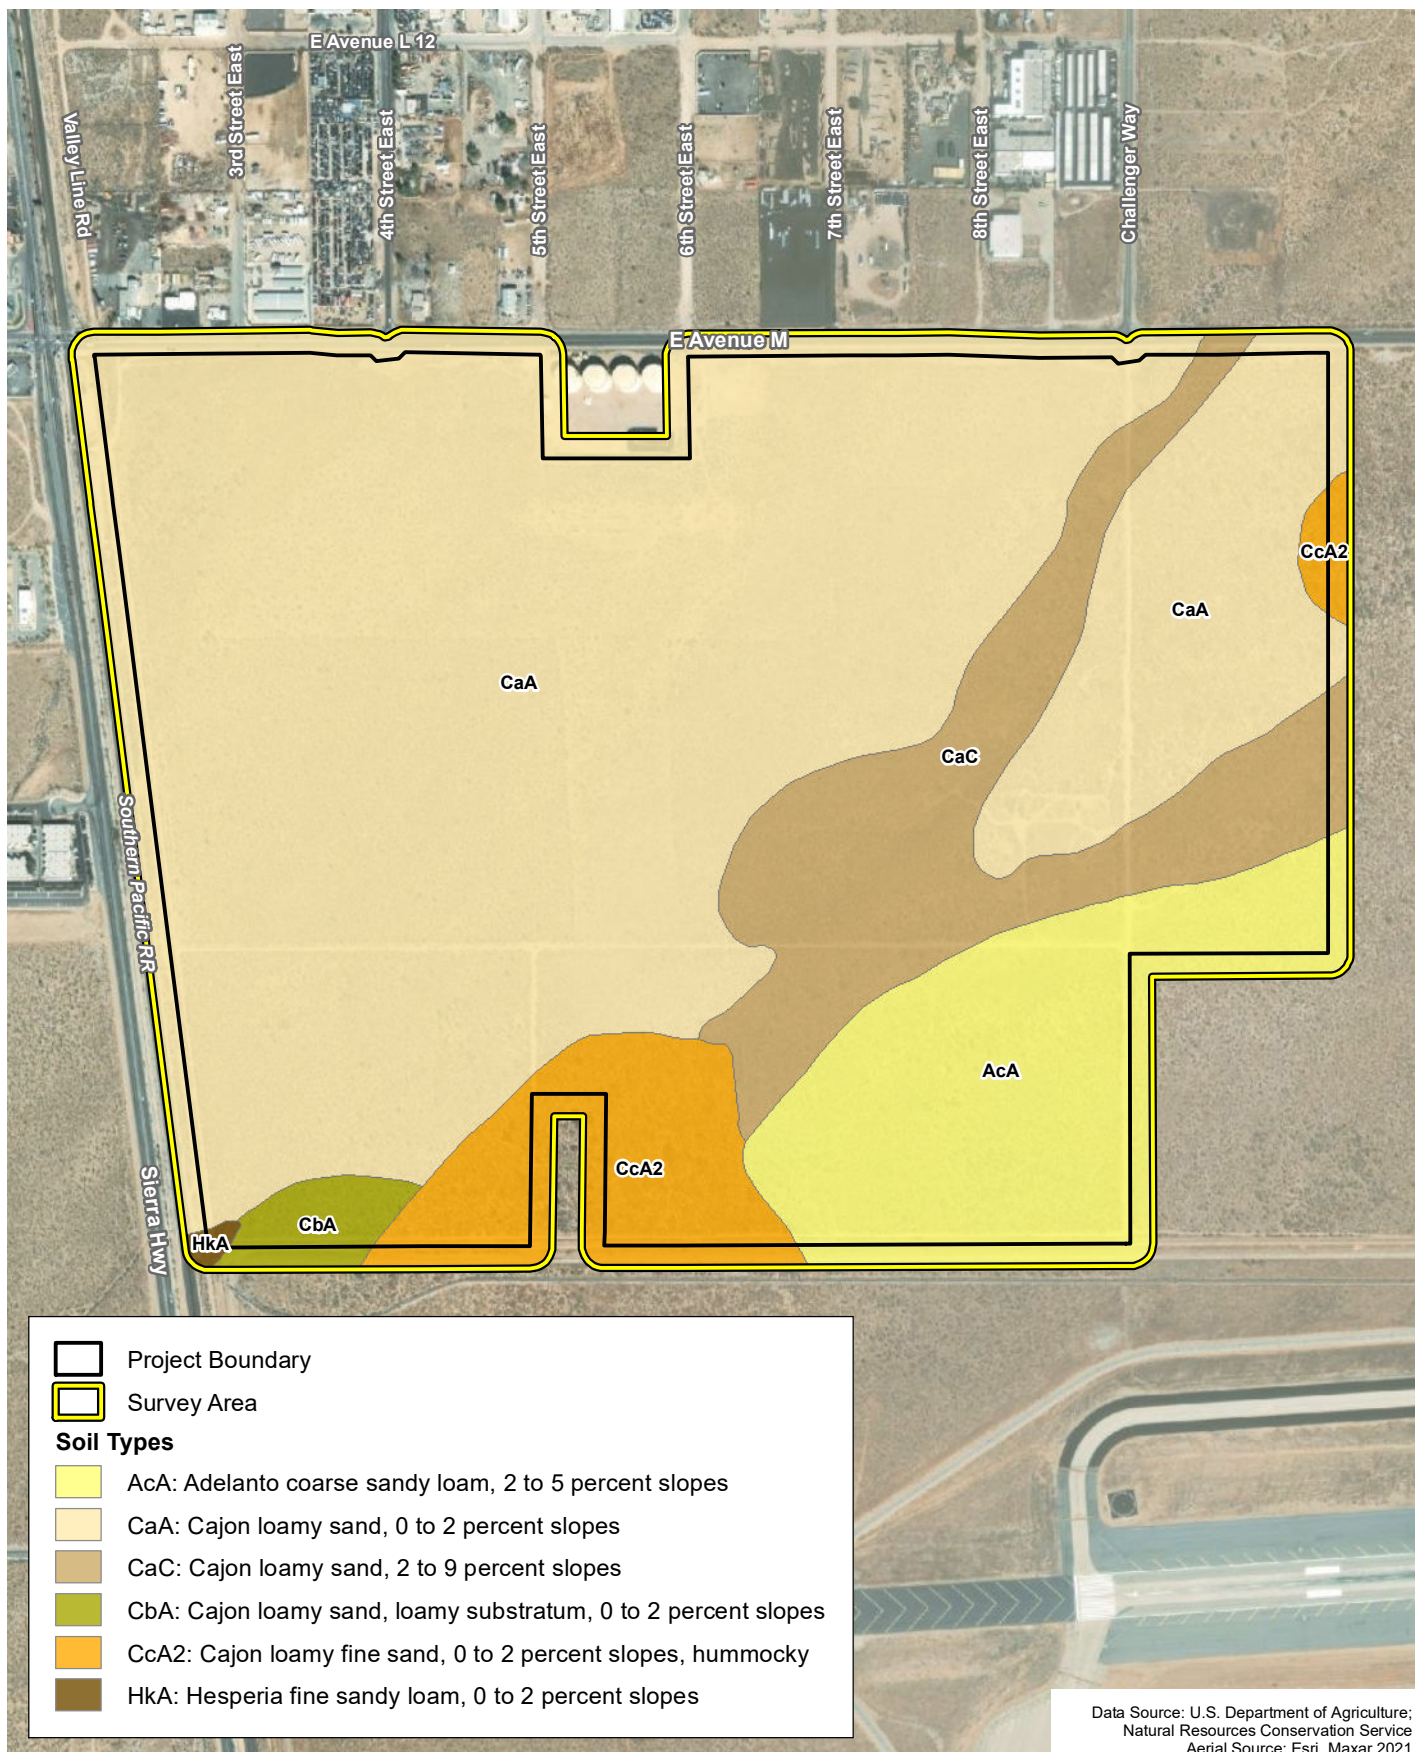 E Avenue L 12
Valley Line Rd
3rd Street East
4th Street East
5th Street East
6th Street East
7th Street East
8th Street East
Challenger Way
E Avenue M
CcA2
CaA
CaA
CaC
Southern Pacific RR
AcA
CcA2
Sierra Hwy
CbA
HkA
Project Boundary
Survey Area
Soil Types
AcA: Adelanto coarse sandy loam, 2 to 5 percent slopes
CaA: Cajon loamy sand, 0 to 2 percent slopes
CaC: Cajon loamy sand, 2 to 9 percent slopes
CbA: Cajon loamy sand, loamy substratum, 0 to 2 percent slopes
CcA2: Cajon loamy fine sand, 0 to 2 percent slopes, hummocky
HkA: Hesperia fine sandy loam, 0 to 2 percent slopes
Data Source: U.S. Department of Agriculture;
Natural Resources Conservation Service
Aerial Source: Esri, Maxar 2021